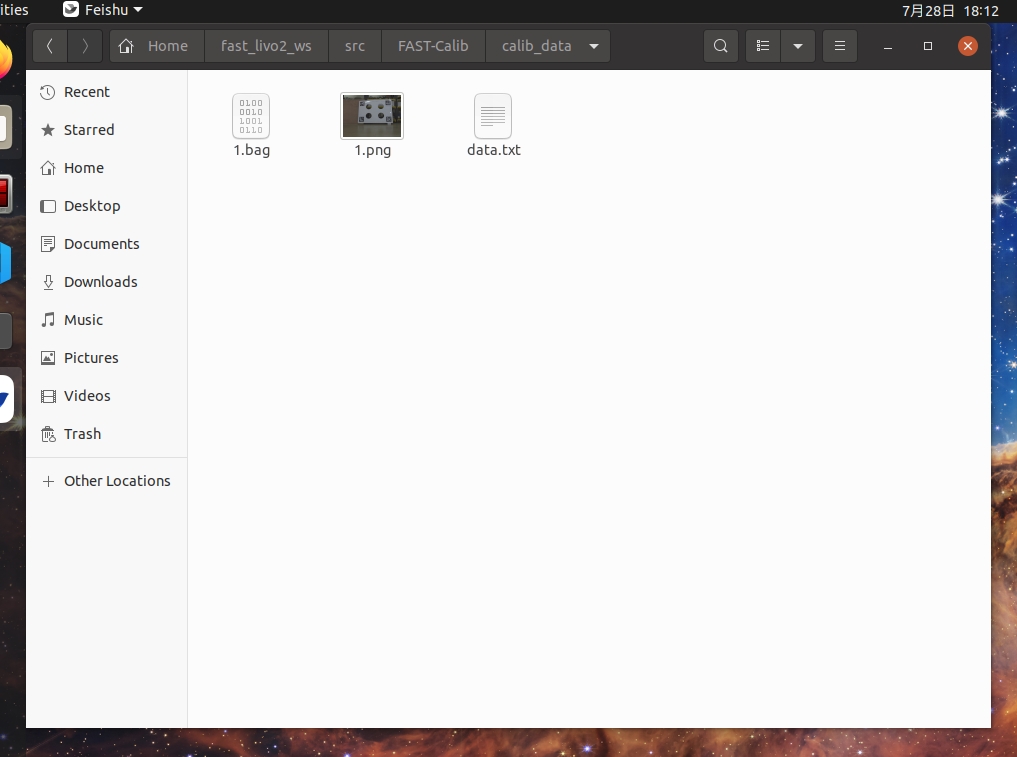 ities Feishu 7月28日 18:12
Home fast_livo2_ws src FAST-Calib calib_data
Recent
Starred
Home
Desktop
Documents
Downloads
Music
Pictures
Videos
Trash
Other Locations
0100
0010
1001
0110
1.bag
1.png
data.txt